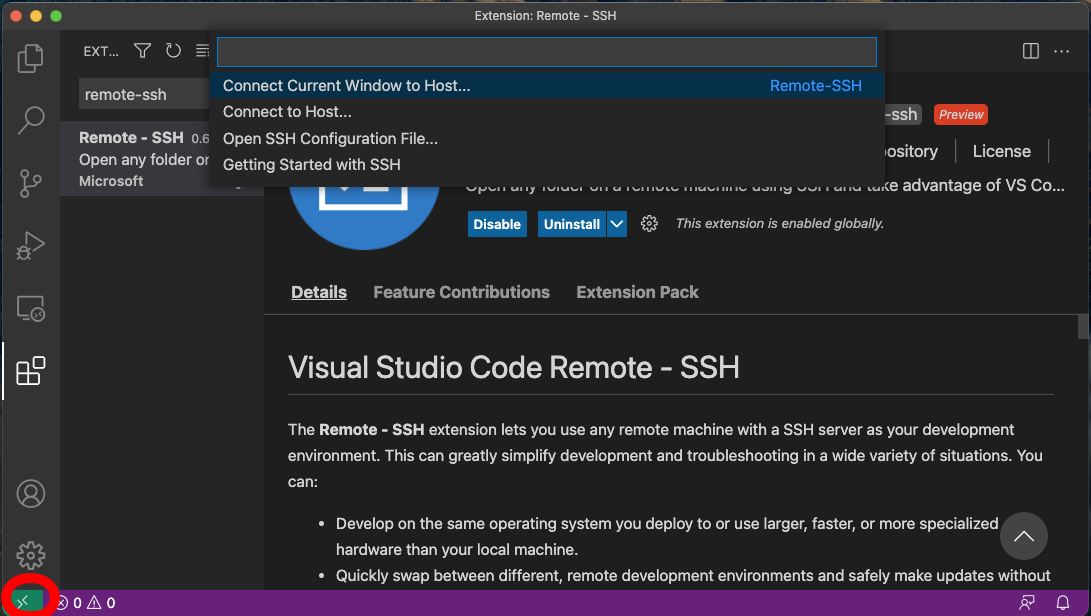 Extension: Remote - SSH
EXT...
remote-ssh
Remote - SSH 0.6
Open any folder or
Microsoft
Connect Current Window to Host... Remote-SSH
Connect to Host...
Open SSH Configuration File...
Getting Started with SSH
-ssh Preview
License
Open any folder on a remote machine using SSH and take advantage of VS Co...
Disable Uninstall This extension is enabled globally.
Details Feature Contributions Extension Pack
Visual Studio Code Remote - SSH
The Remote - SSH extension lets you use any remote machine with a SSH server as your development
environment. This can greatly simplify development and troubleshooting in a wide variety of situations. You
can:
• Develop on the same operating system you deploy to or use larger, faster, or more specialized
hardware than your local machine.
• Quickly swap between different, remote development environments and safely make updates without
0 0